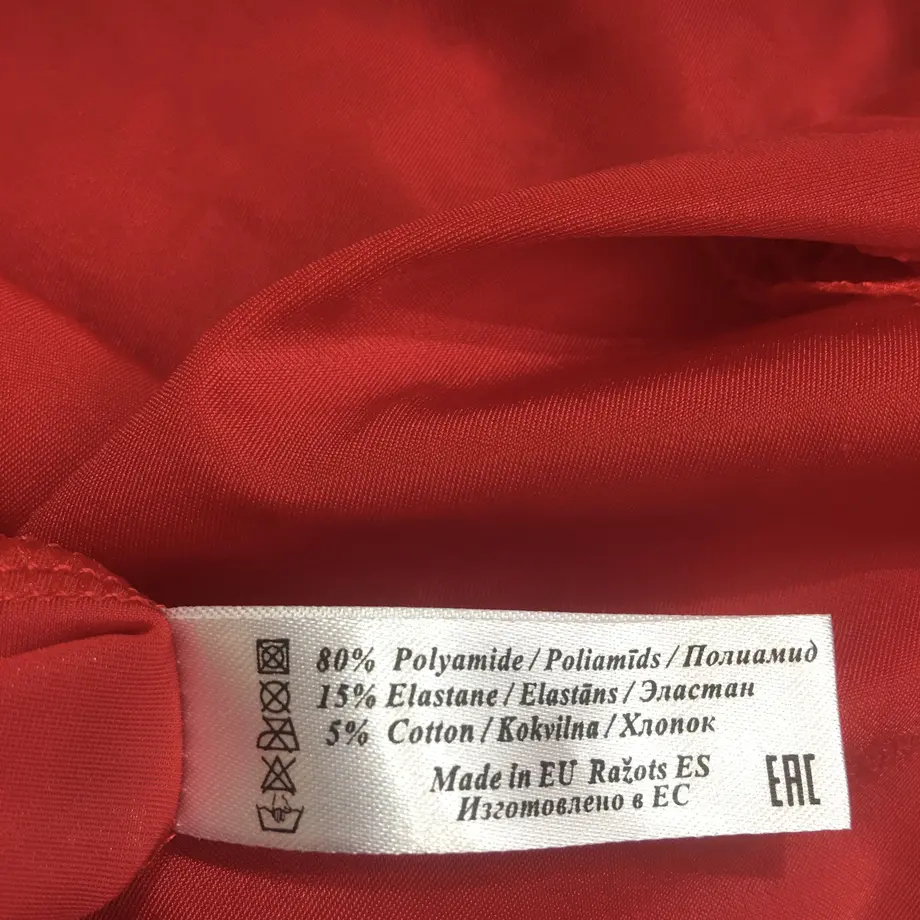 80% Polyamide / Poliamīds / Полиамид
15% Elastane / Elastāns / Эластан
5% Cotton / Kokvilna / Хлопок
Made in EU Ražots ES
Изготовлено в ЕС
EAC